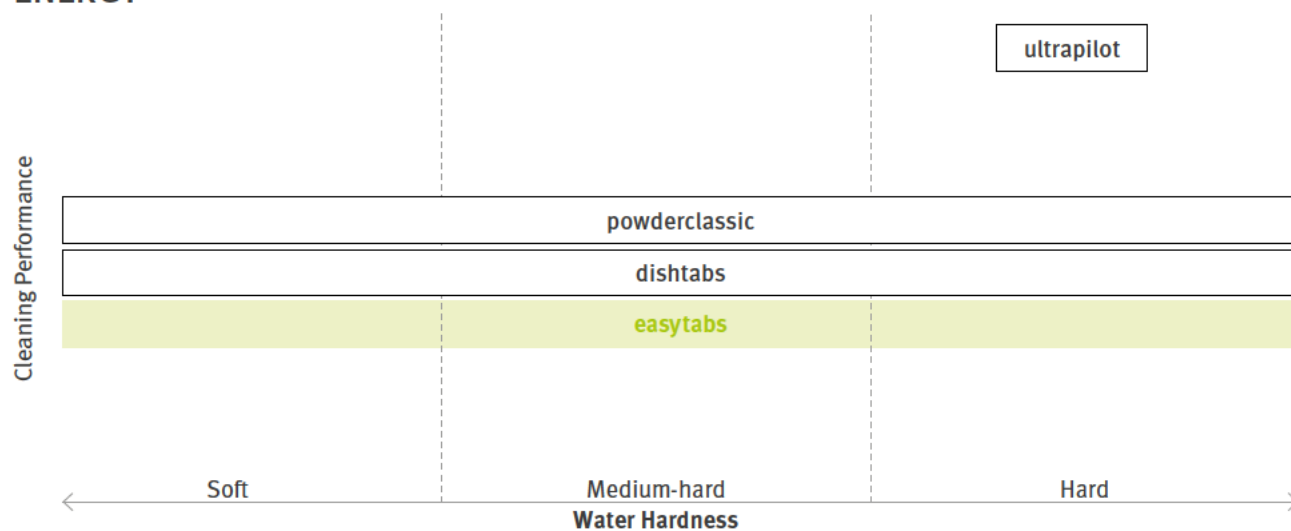 ultrapilot
Cleaning Performance
powderclassic
dishtabs
easytabs
Soft
Medium-hard
Hard
Water Hardness